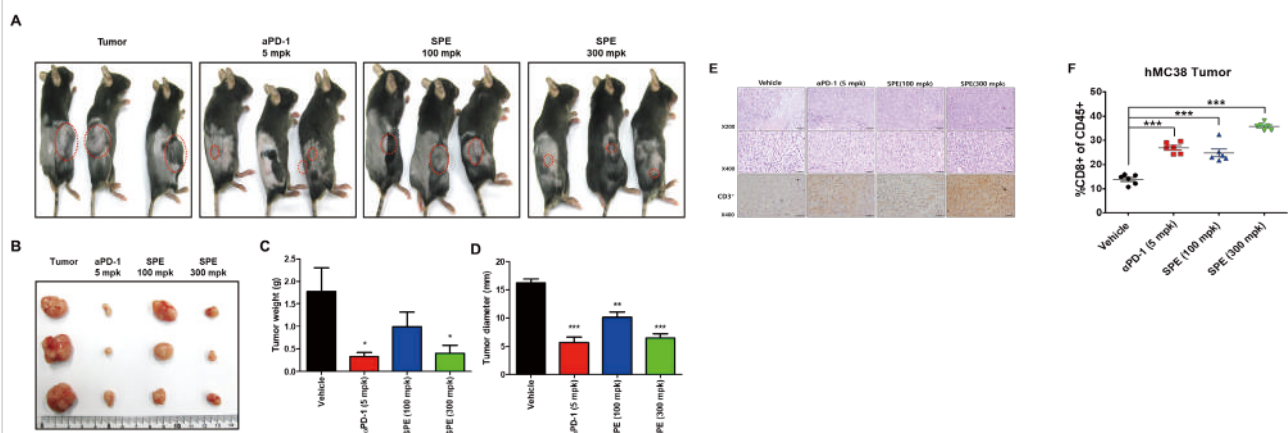 A
Tumor
aPD-1
5 mpk
SPE
100 mpk
SPE
300 mpk
B
Tumor
aPD-1
5 mpk
SPE
100 mpk
SPE
300 mpk
C
Tumor weight (g)
2.5
2.0
1.5
1.0
0.5
0.0
*
*
Vehicle
αPD-1 (5 mpk)
SPE (100 mpk)
SPE (300 mpk)
D
Tumor diameter (mm)
20
15
10
5
0
***
**
***
Vehicle
αPD-1 (5 mpk)
SPE (100 mpk)
SPE (300 mpk)
E
Vehicle
αPD-1 (5 mpk)
SPE(100 mpk)
SPE(300 mpk)
X200
X400
CD3⁺
X400
F
hMC38 Tumor
%CD8+ of CD45+
50
40
30
20
10
0
***
***
***
Vehicle
αPD-1 (5 mpk)
SPE (100 mpk)
SPE (300 mpk)